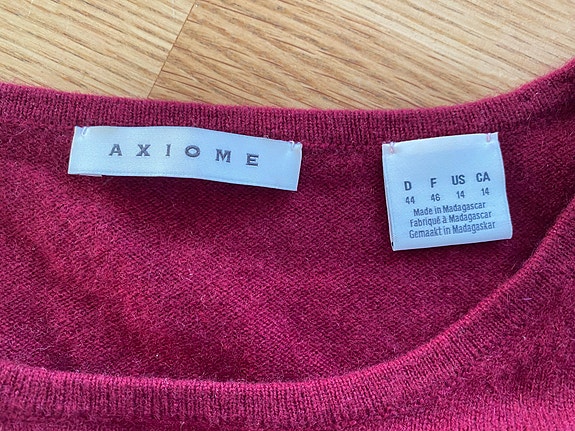 AXIOME
D F US CA
44 46 14 14
Made in Madagascar
Fabriqué à Madagascar
Gemaakt in Madagaskar